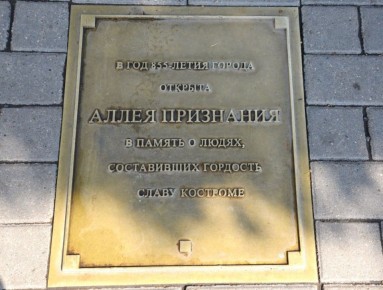 В ГОД 855-ЛЕТИЯ ГОРОДА
ОТКРЫТА
АЛЛЕЯ ПРИЗНАНИЯ
В ПАМЯТЬ О ЛЮДЯХ,
СОСТАВИВШИХ ГОРДОСТЬ
СЛАВУ КОСТРОМЕ